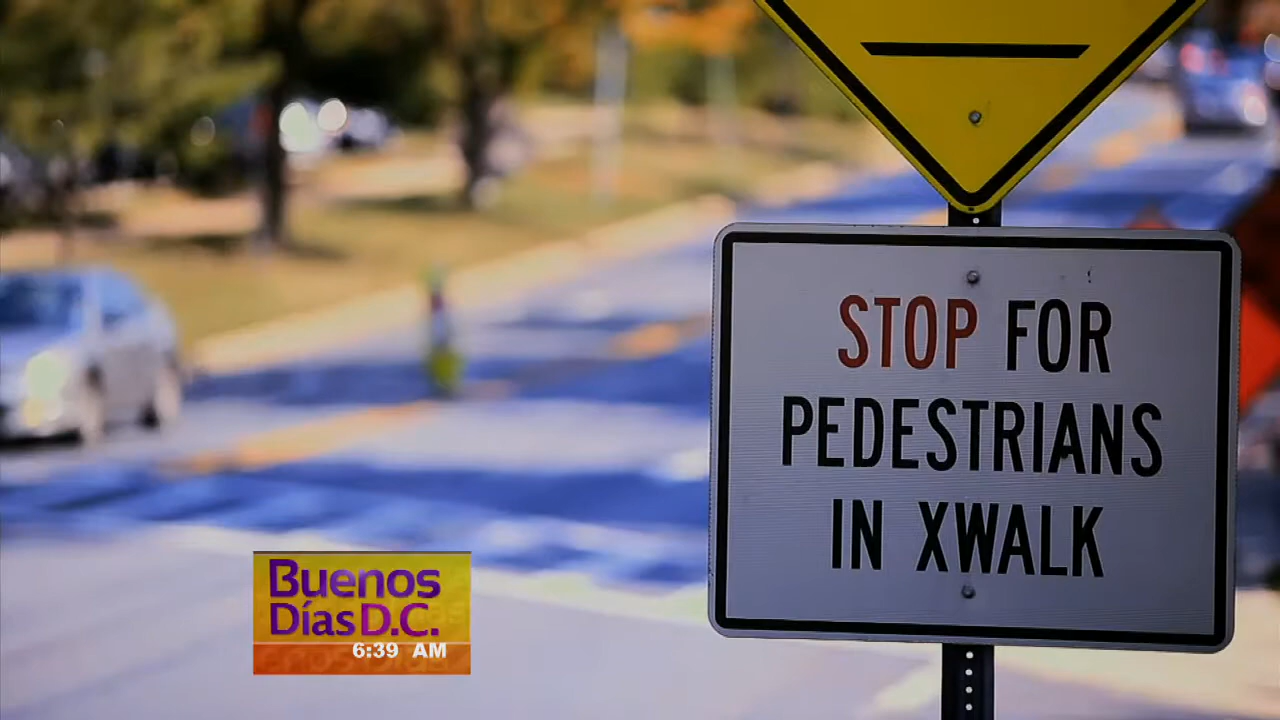 STOP FOR
PEDESTRIANS
IN XWALK
Buenos
Días D.C.
6:39 AM